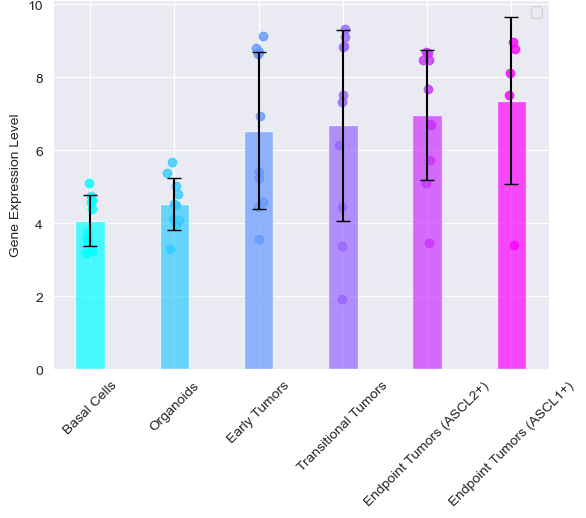 Gene Expression Level
10
8
6
4
2
0
Basal Cells
Organoids
Early Tumors
Transitional Tumors
Endpoint Tumors (ASCL2+)
Endpoint Tumors (ASCL1+)